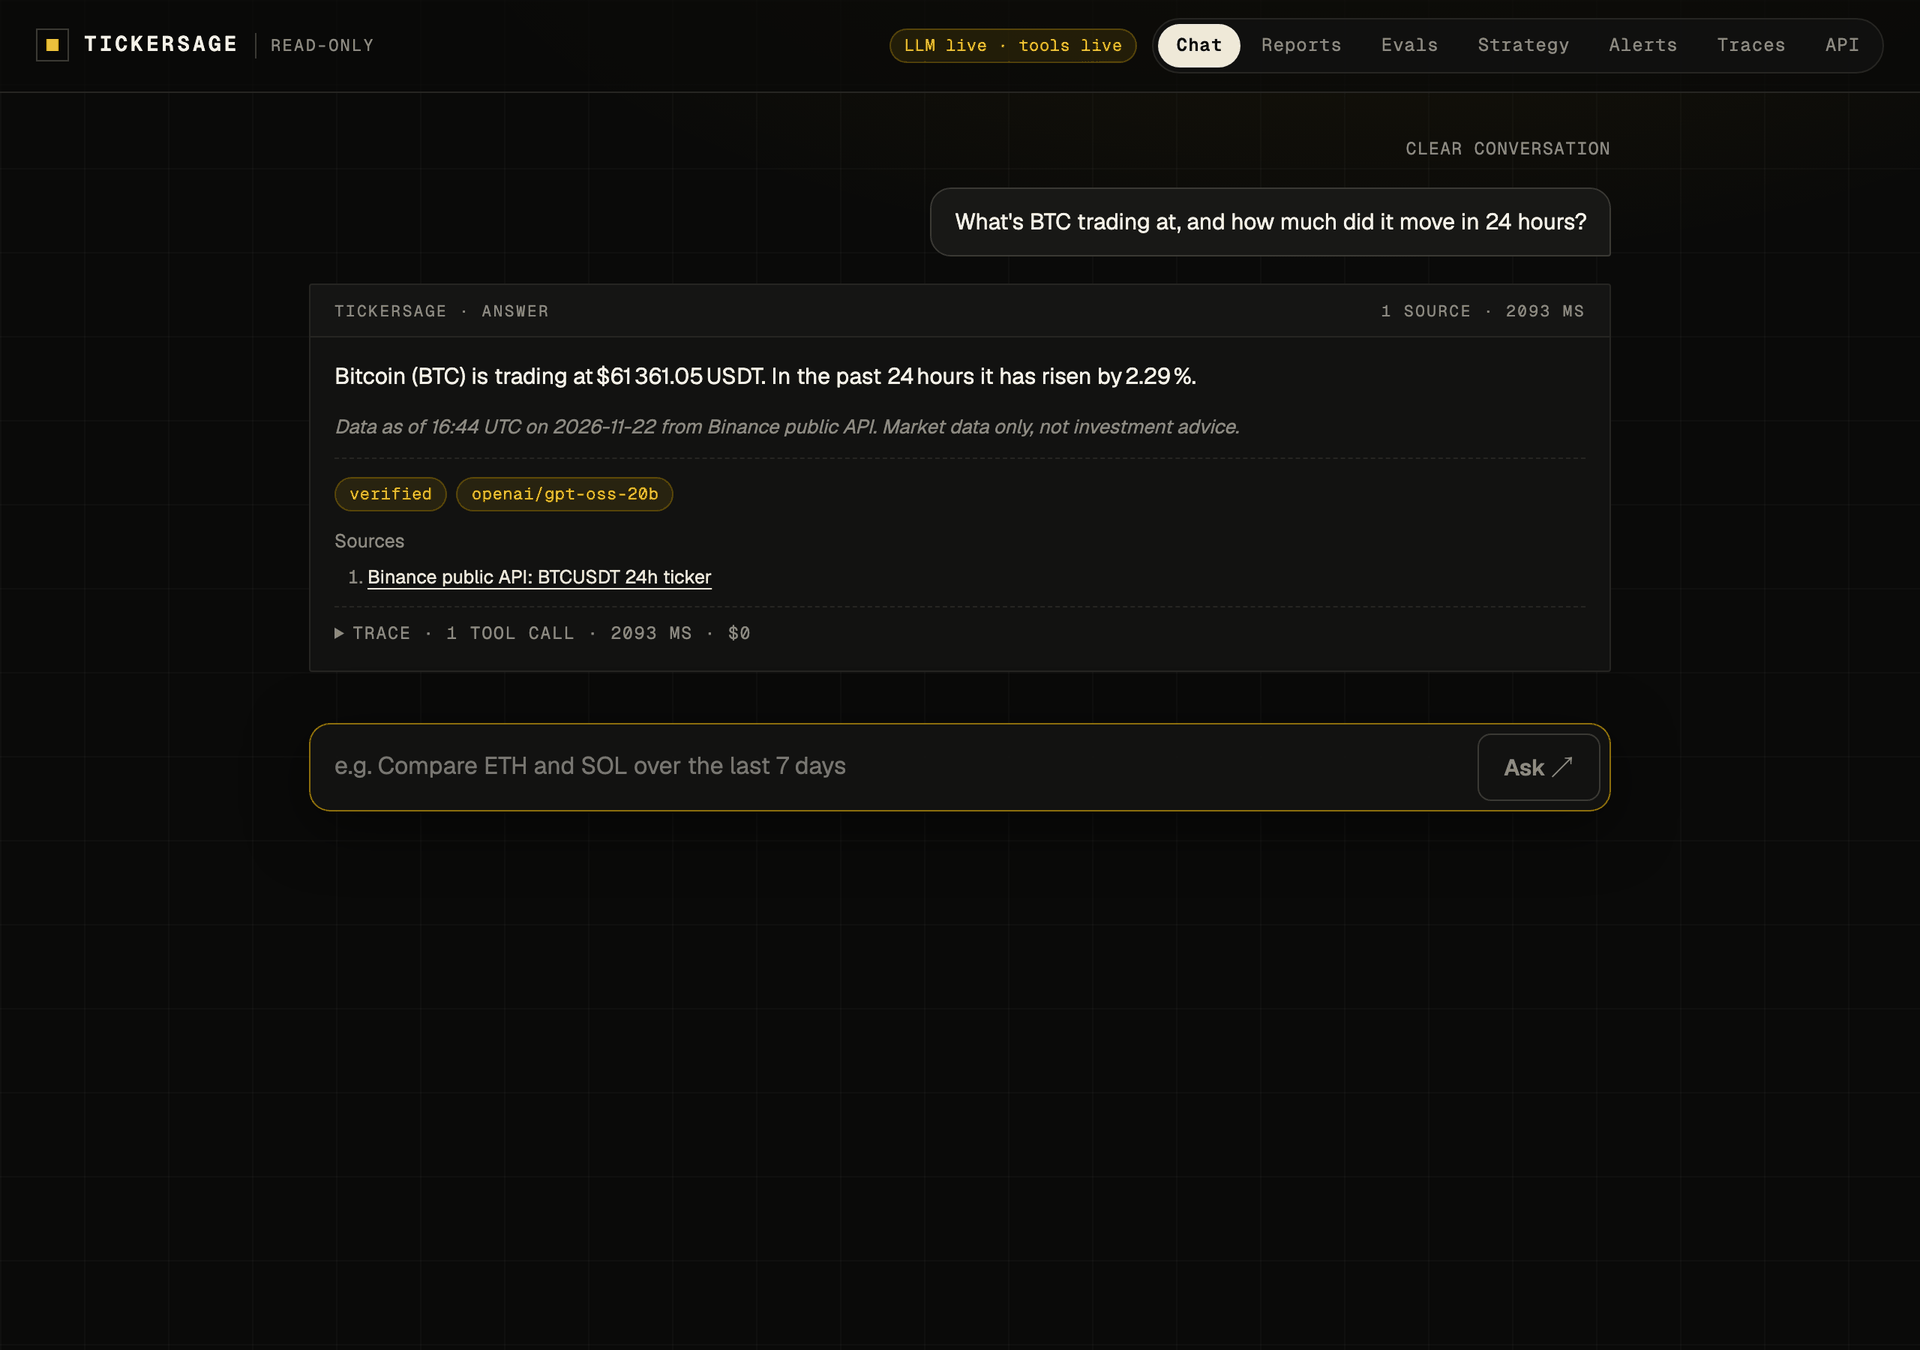 TICKERSAGE READ-ONLY
LLM live · tools live
Chat Reports Evals Strategy Alerts Traces API
CLEAR CONVERSATION
What's BTC trading at, and how much did it move in 24 hours?
TICKERSAGE · ANSWER 1 SOURCE · 2093 MS
Bitcoin (BTC) is trading at $61 361.05 USDT. In the past 24 hours it has risen by 2.29 %.
Data as of 16:44 UTC on 2026-11-22 from Binance public API. Market data only, not investment advice.
verified openai/gpt-oss-20b
Sources
1. Binance public API: BTCUSDT 24h ticker
▶ TRACE · 1 TOOL CALL · 2093 MS · $0
e.g. Compare ETH and SOL over the last 7 days
Ask ↗